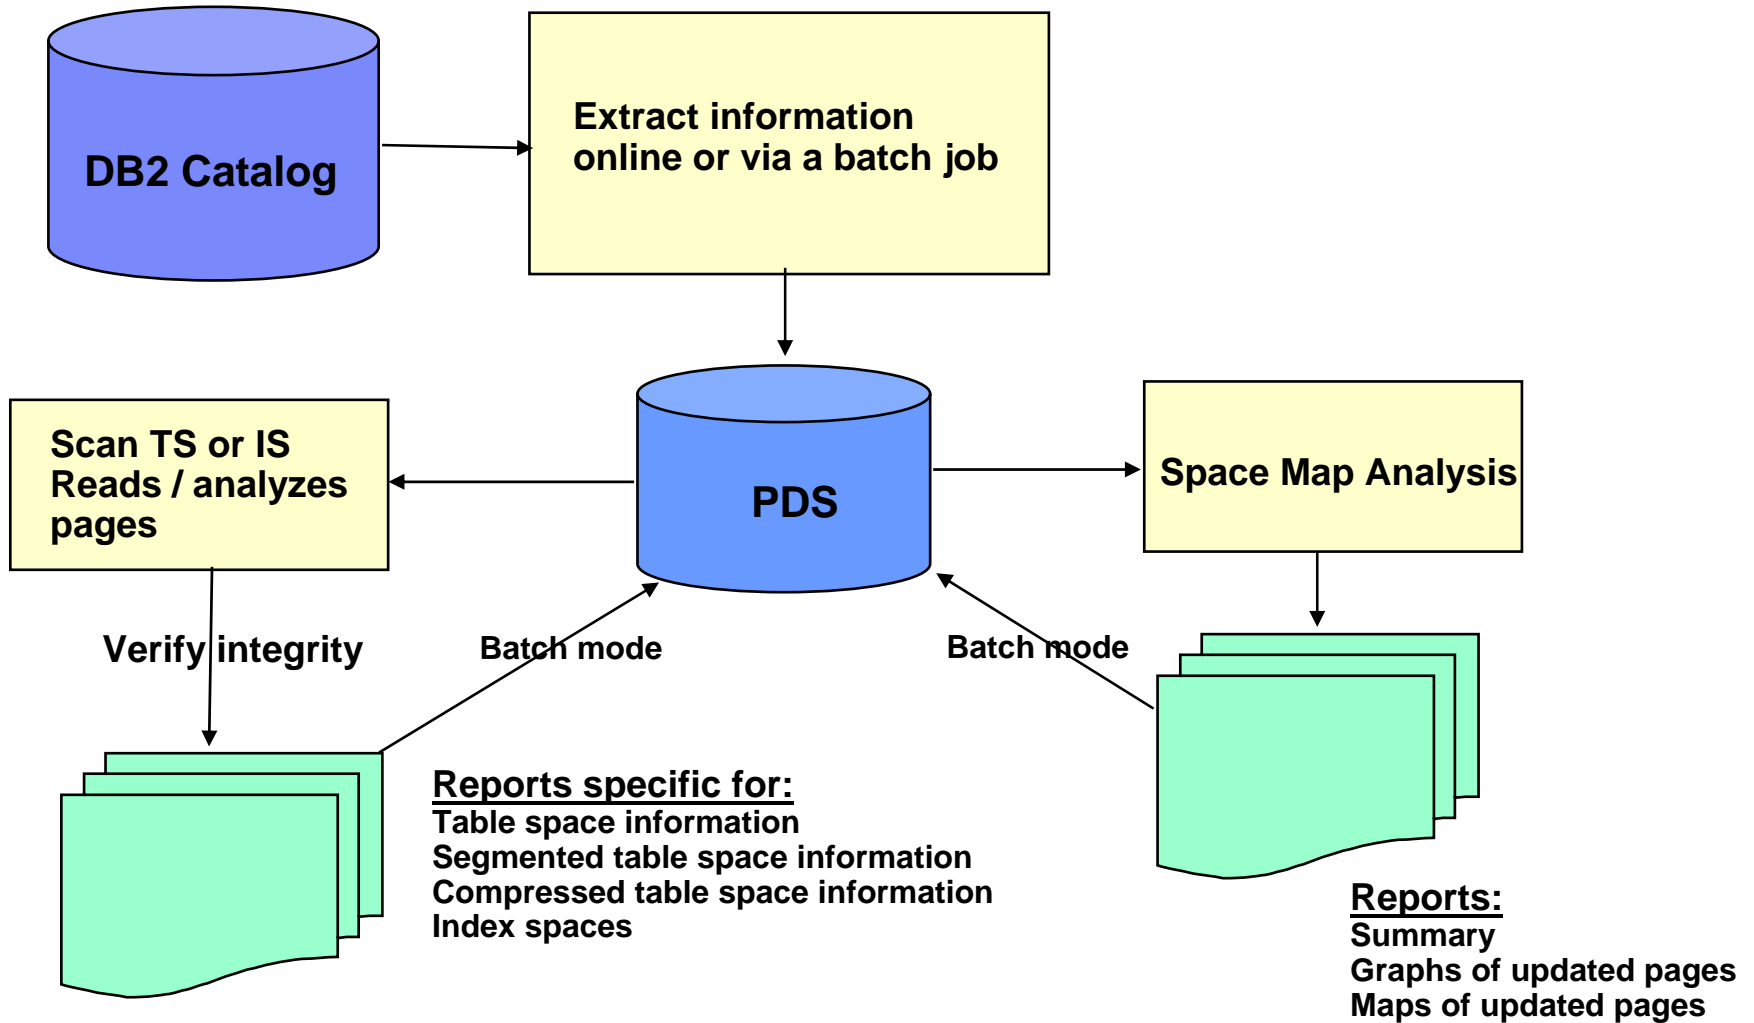 DB2 Catalog
Extract information
online or via a batch job
Scan TS or IS
Reads / analyzes
pages
PDS
Space Map Analysis
Verify integrity
Batch mode
Batch mode
Reports specific for:
Table space information
Segmented table space information
Compressed table space information
Index spaces
Reports:
Summary
Graphs of updated pages
Maps of updated pages